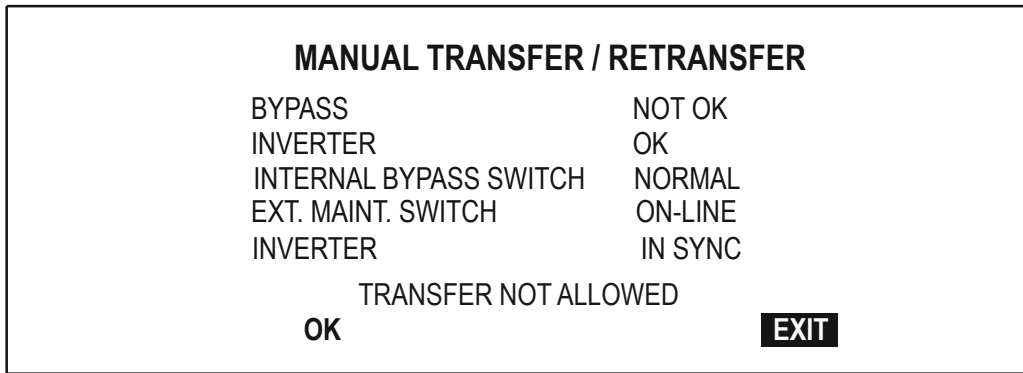 MANUAL TRANSFER / RETRANSFER
BYPASS NOT OK
INVERTER OK
INTERNAL BYPASS SWITCH NORMAL
EXT. MAINT. SWITCH ON-LINE
INVERTER IN SYNC
TRANSFER NOT ALLOWED
OK EXIT